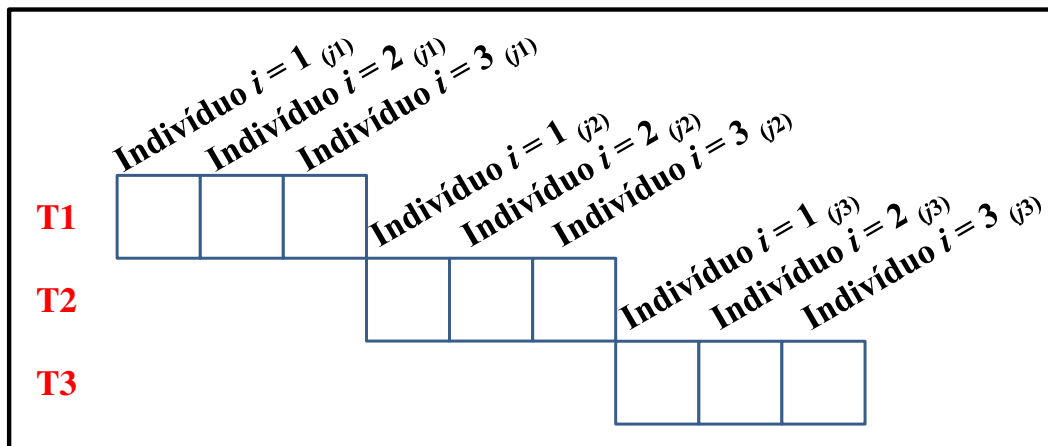 Indivíduo i = 1 (j1)
Indivíduo i = 2 (j1)
Indivíduo i = 3 (j1)
T1
Indivíduo i = 1 (j2)
Indivíduo i = 2 (j2)
Indivíduo i = 3 (j2)
T2
Indivíduo i = 1 (j3)
Indivíduo i = 2 (j3)
Indivíduo i = 3 (j3)
T3